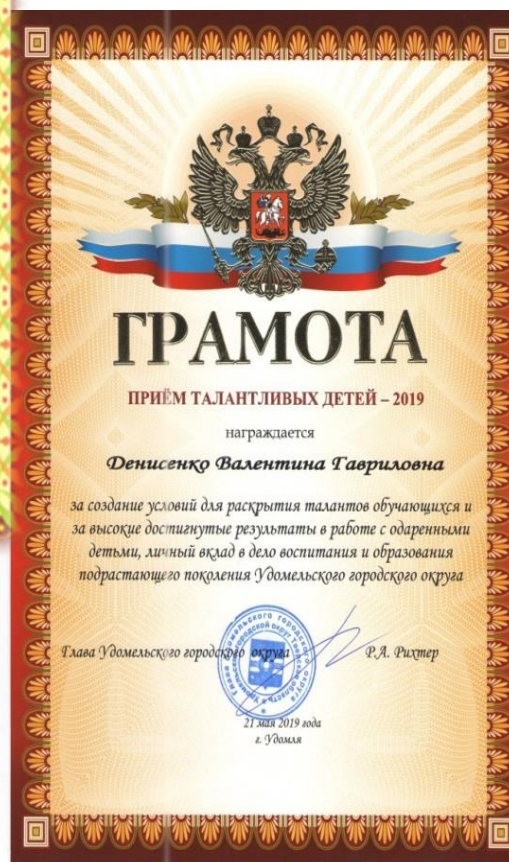 ГРАМОТА
ПРИЁМ ТАЛАНТЛИВЫХ ДЕТЕЙ – 2019
награждается
Денисенко Валентина Гавриловна
за создание условий для раскрытия талантов обучающихся и
за высокие достигнутые результаты в работе с одаренными
детьми, личный вклад в дело воспитания и образования
подрастающего поколения Удомельского городского округа
Глава Удомельского городского округа Р.А. Рихтер
21 мая 2019 года
г. Удомля